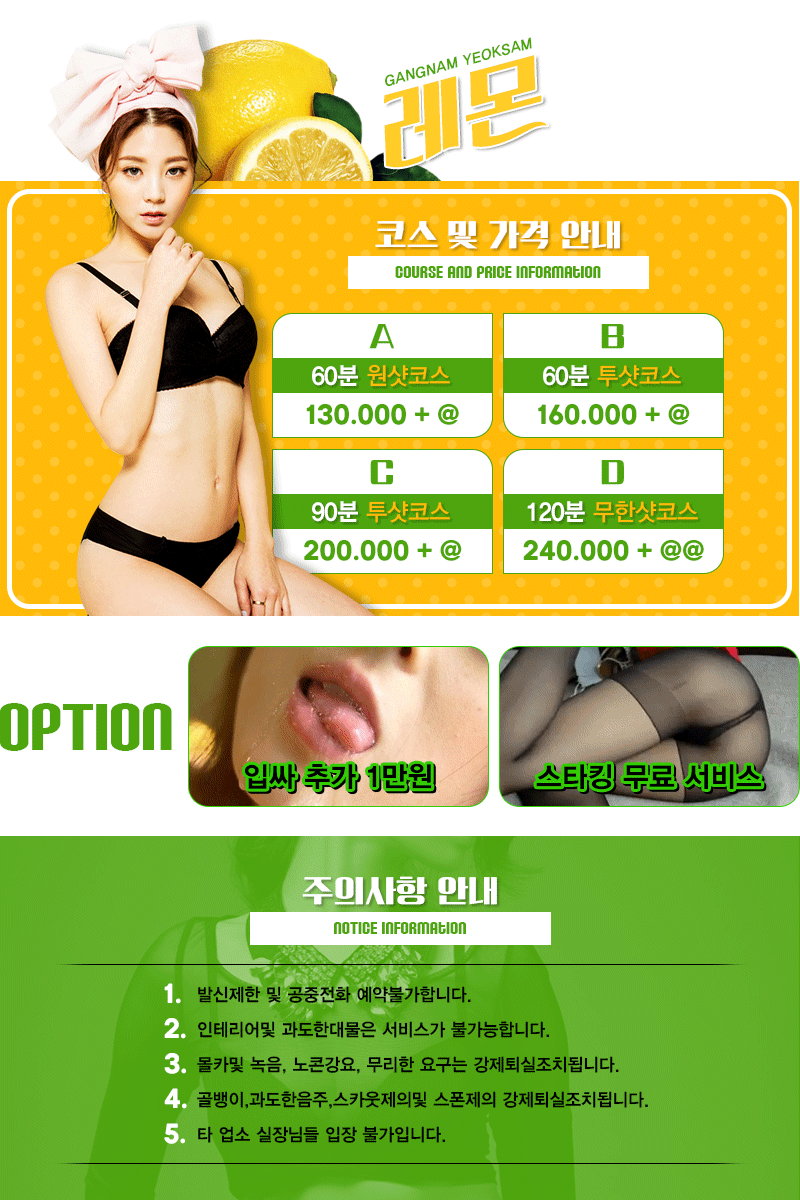 GANGNAM YEOKSAM
레몬
코스 및 가격 안내
COURSE AND PRICE INFORMATION
A
60분 원샷코스
130.000 + @
B
60분 투샷코스
160.000 + @
C
90분 투샷코스
200.000 + @
D
120분 무한샷코스
240.000 + @@
OPTION
입싸 추가 1만원
스타킹 무료 서비스
주의사항 안내
NOTICE INFORMATION
1. 발신제한 및 공중전화 예약불가합니다.
2. 인테리어및 과도한대물은 서비스가 불가능합니다.
3. 몰카및 녹음, 노콘강요, 무리한 요구는 강제퇴실조치됩니다.
4. 골뱅이,과도한음주,스카웃제의및 스폰제의 강제퇴실조치됩니다.
5. 타 업소 실장님들 입장 불가입니다.